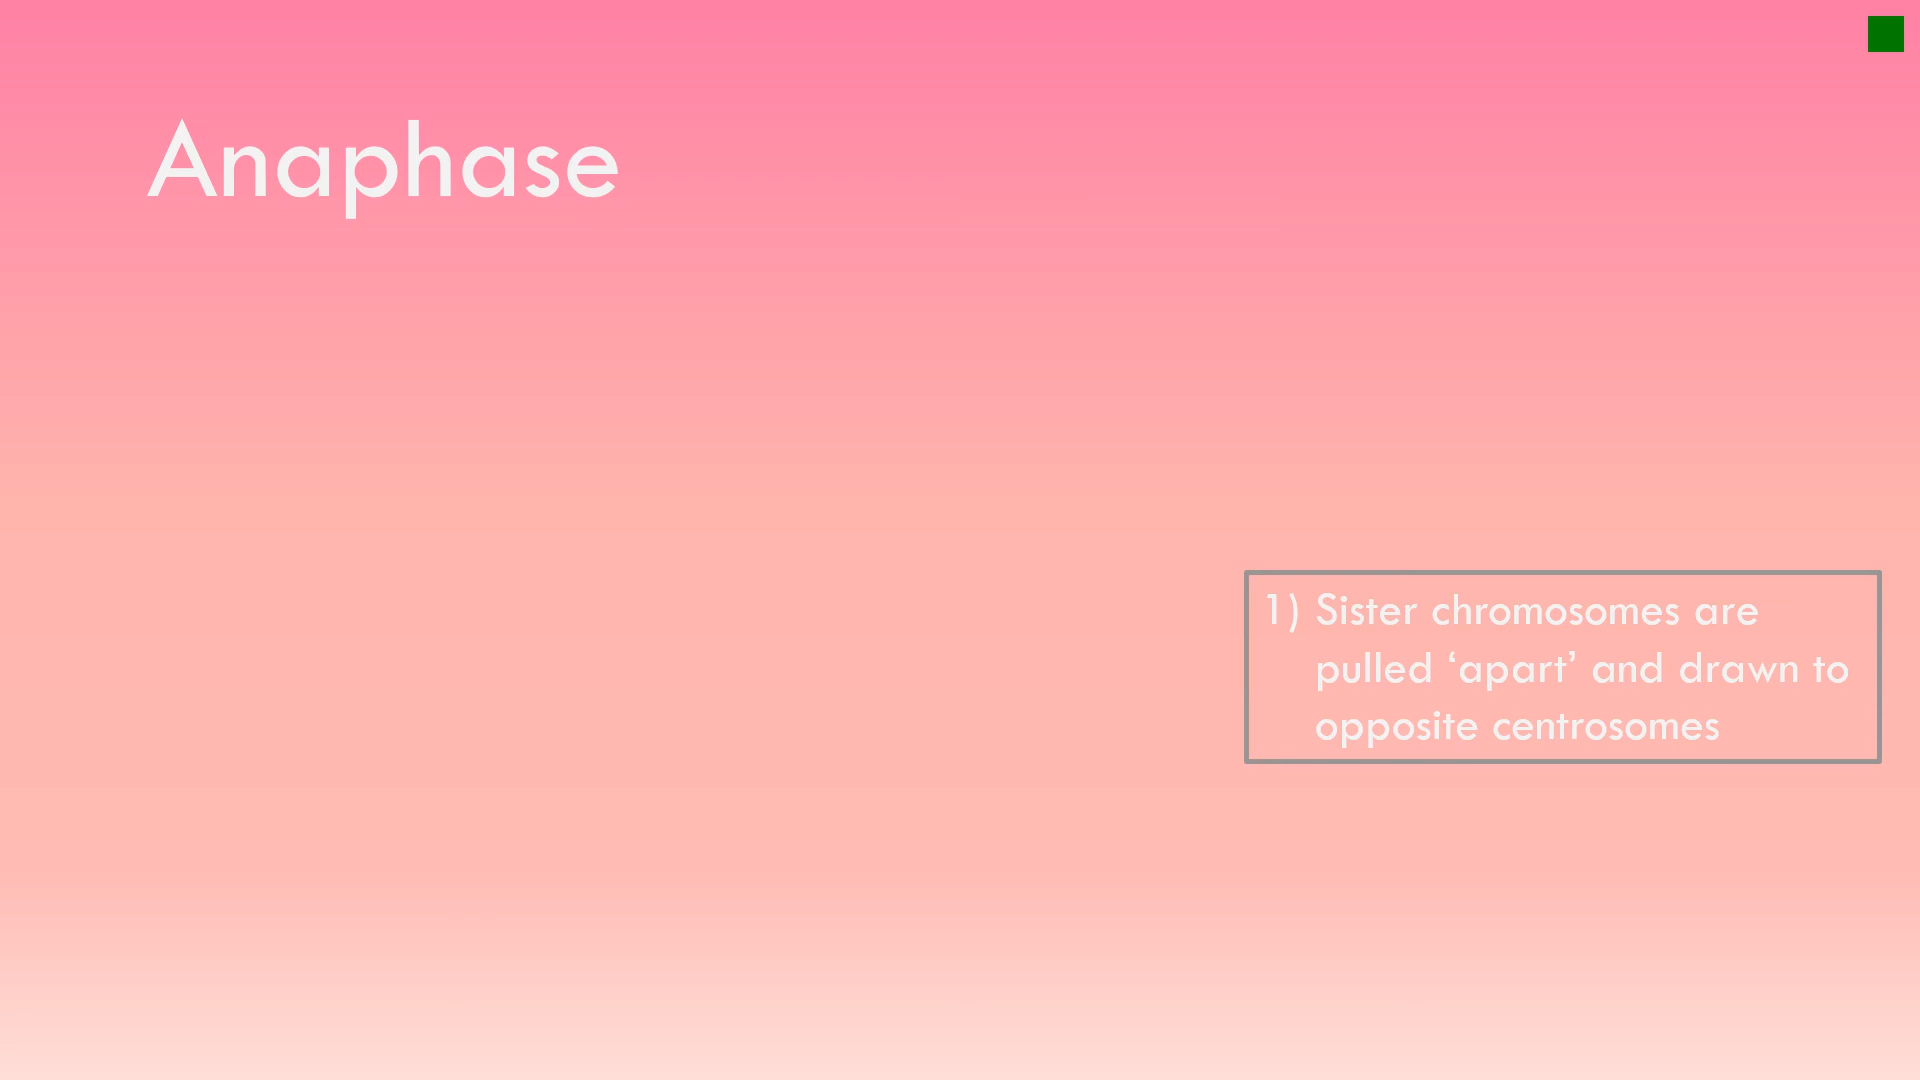 Anaphase
1) Sister chromosomes are
pulled ‘apart’ and drawn to
opposite centrosomes